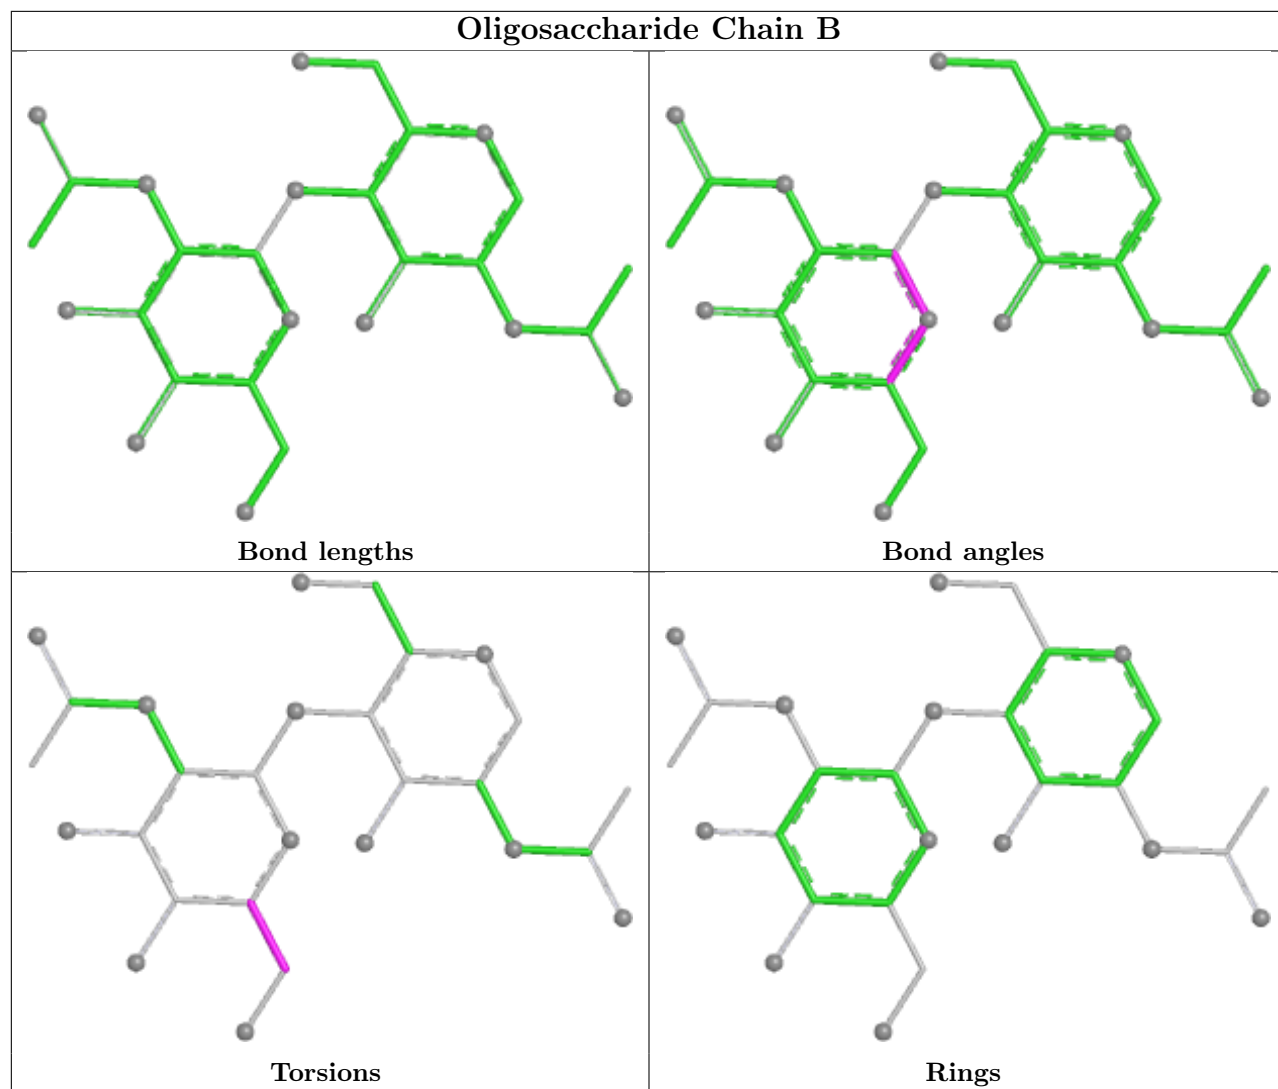 Oligosaccharide Chain B
Bond lengths
Bond angles
Torsions
Rings